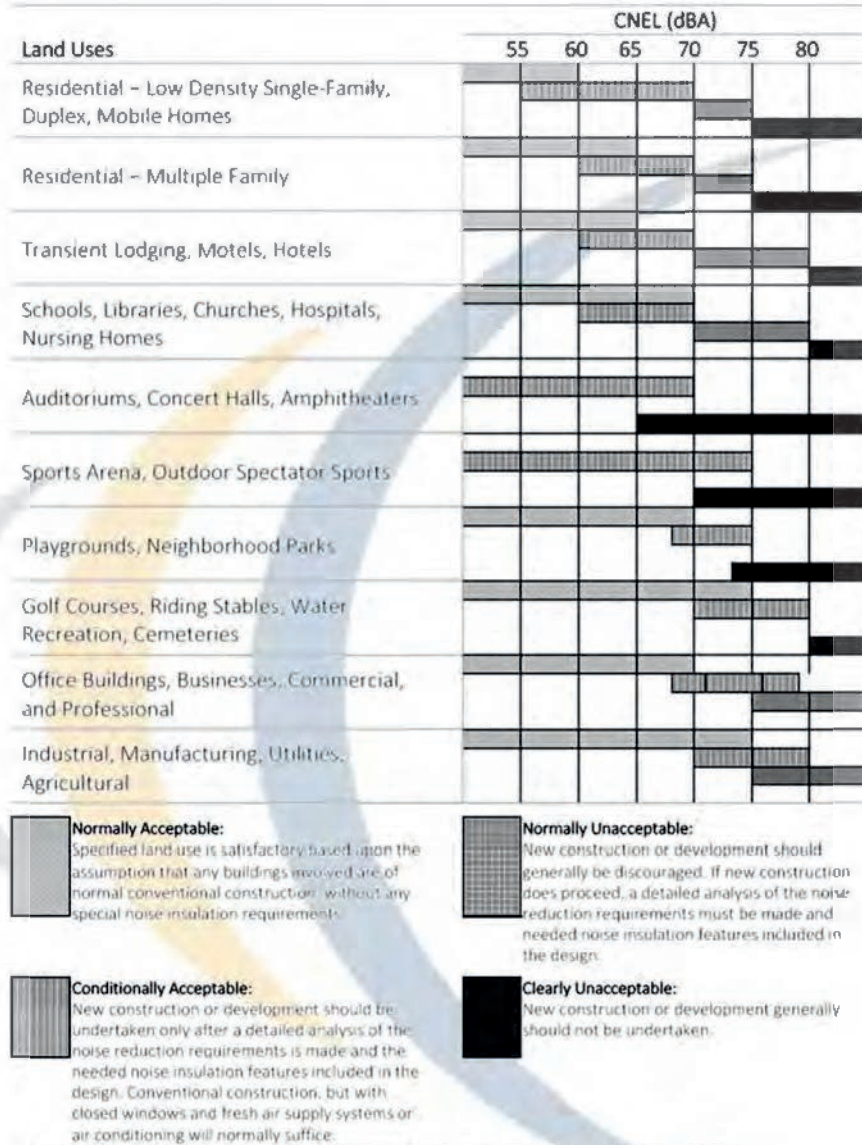 CNEL (dBA)
Land Uses 55 60 65 70 75 80
Residential – Low Density Single-Family,
Duplex, Mobile Homes
Residential – Multiple Family
Transient Lodging, Motels, Hotels
Schools, Libraries, Churches, Hospitals,
Nursing Homes
Auditoriums, Concert Halls, Amphitheaters
Sports Arena, Outdoor Spectator Sports
Playgrounds, Neighborhood Parks
Golf Courses, Riding Stables, Water
Recreation, Cemeteries
Office Buildings, Businesses, Commercial,
and Professional
Industrial, Manufacturing, Utilities,
Agricultural
Normally Acceptable:
Specified land use is satisfactory based upon the
assumption that any buildings involved are of
normal conventional construction, without any
special noise insulation requirements
Normally Unacceptable:
New construction or development should
generally be discouraged. If new construction
does proceed, a detailed analysis of the noise
reduction requirements must be made and
needed noise insulation features included in
the design.
Conditionally Acceptable:
New construction or development should be
undertaken only after a detailed analysis of the
noise reduction requirements is made and the
needed noise insulation features included in the
design. Conventional construction, but with
closed windows and fresh air supply systems or
air conditioning will normally suffice.
Clearly Unacceptable:
New construction or development generally
should not be undertaken.